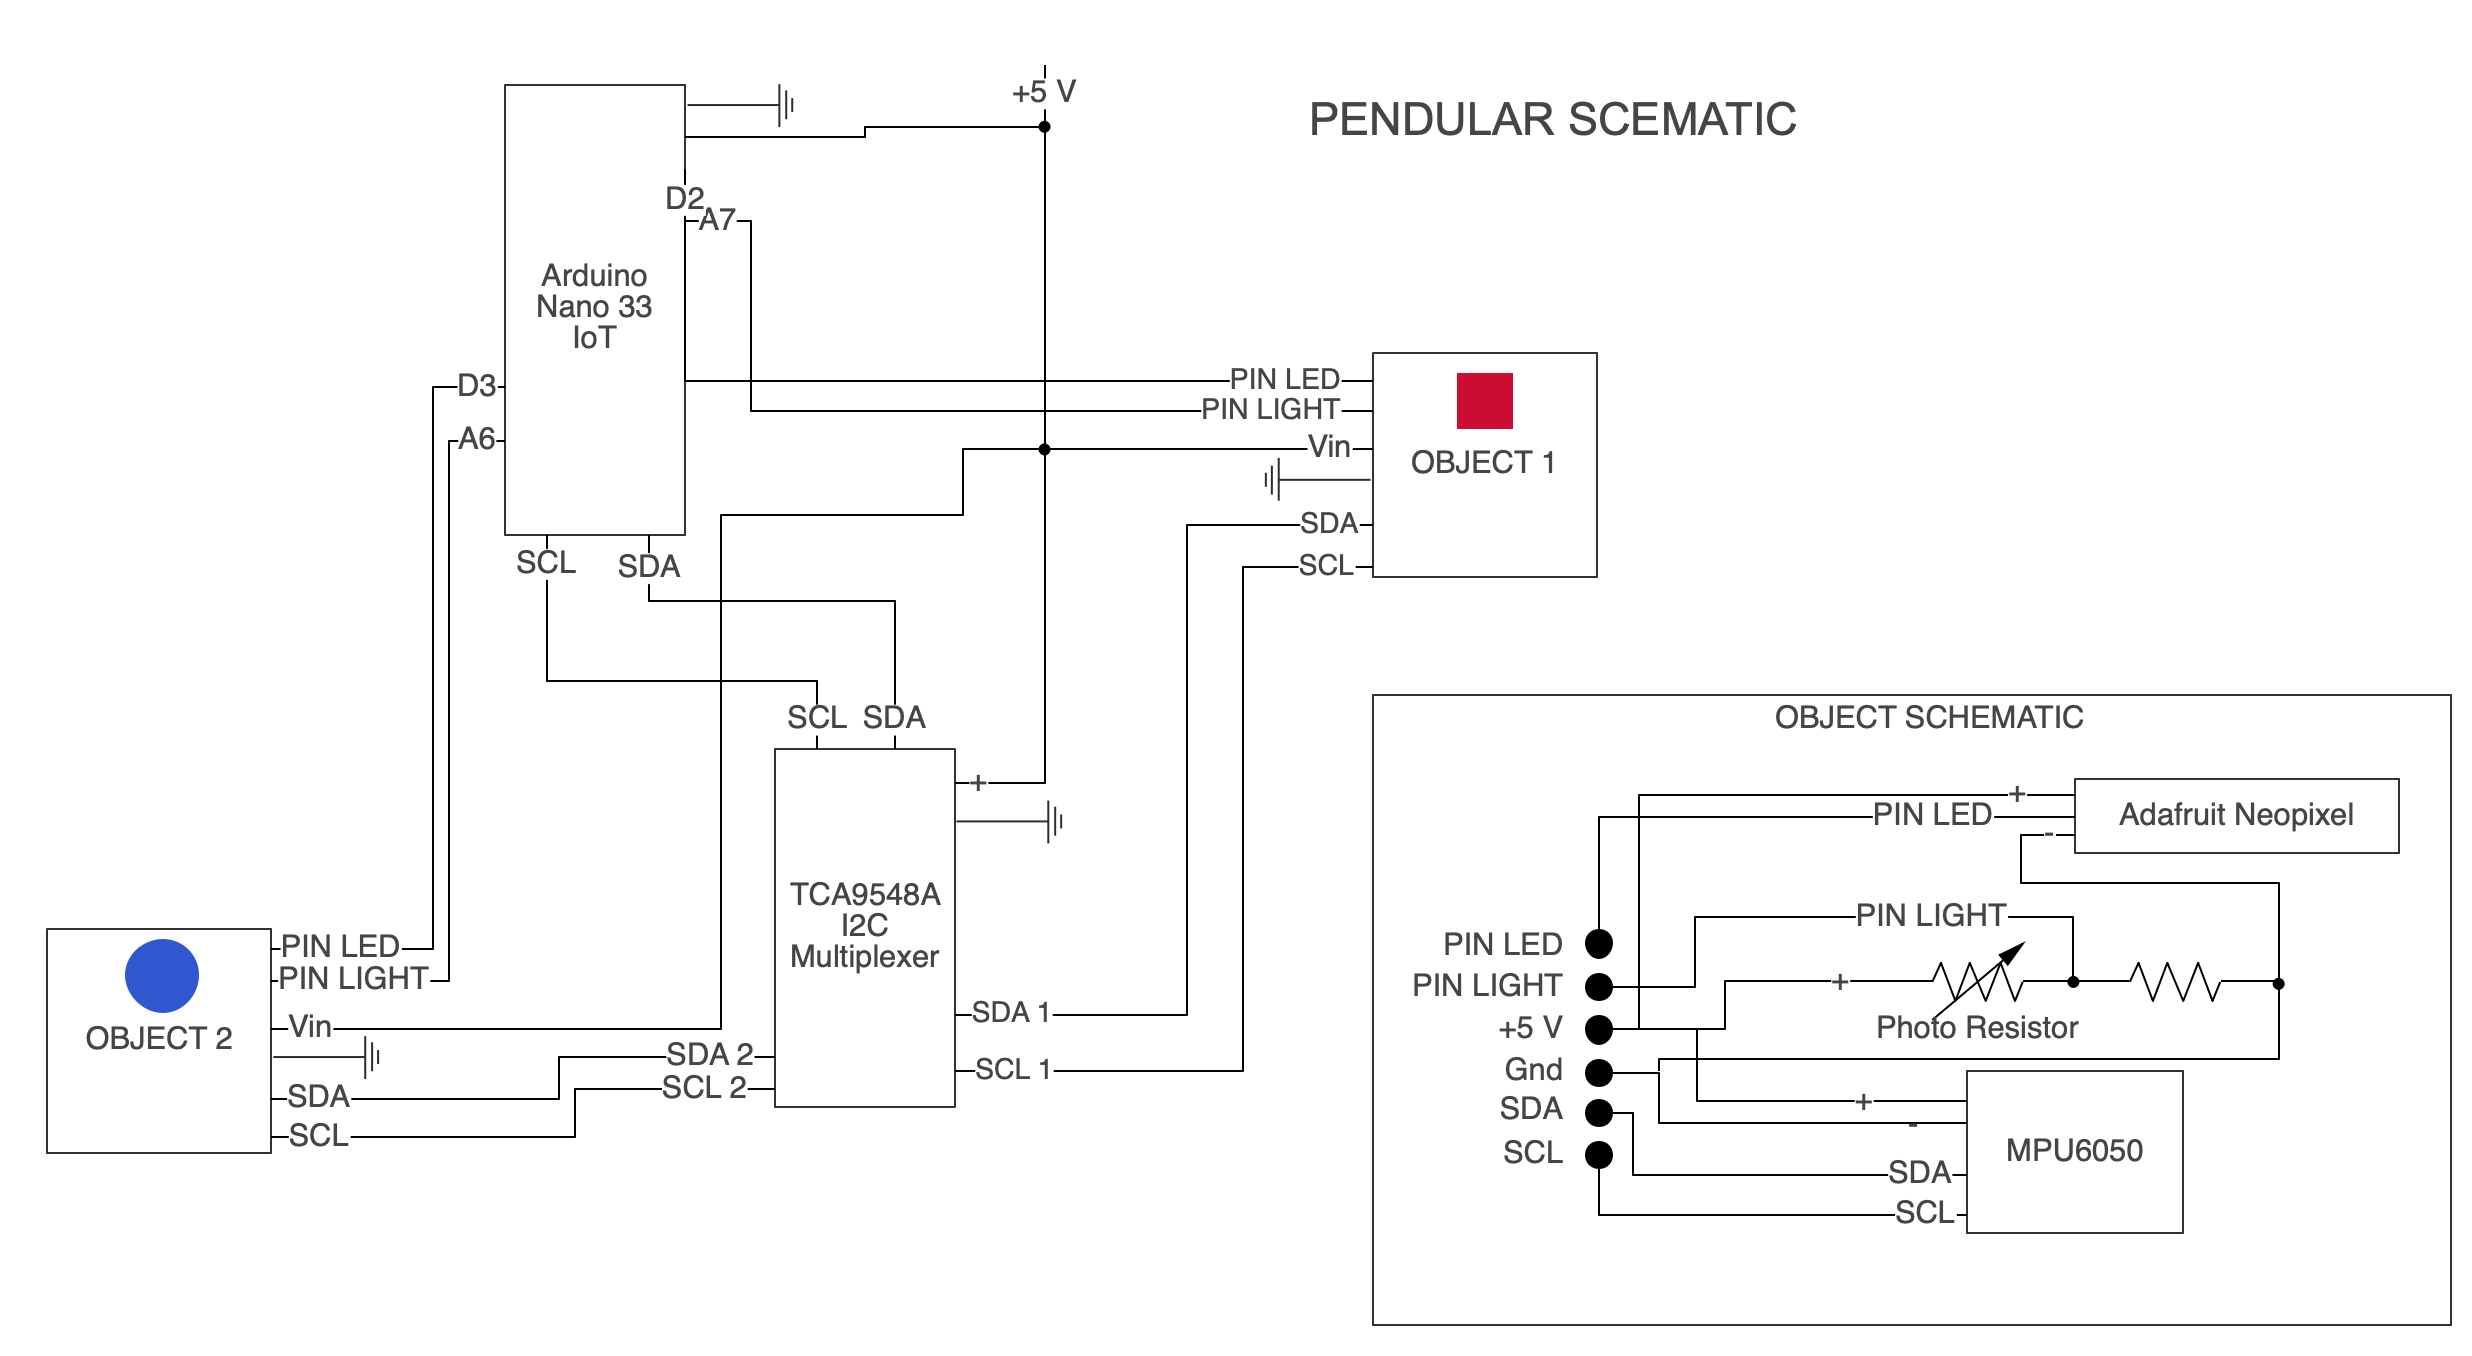 +5 V
PENDULAR SCEMATIC
D2
A7
Arduino
Nano 33
IoT
D3
A6
SCL
SDA
PIN LED
PIN LIGHT
Vin
SDA
SCL
OBJECT 1
SCL SDA
+
TCA9548A
I2C
Multiplexer
SDA 1
SCL 1
SDA 2
SCL 2
PIN LED
PIN LIGHT
Vin
SDA
SCL
OBJECT 2
OBJECT SCHEMATIC
+
PIN LED
-
Adafruit Neopixel
PIN LIGHT
+
Photo Resistor
PIN LED
PIN LIGHT
+5 V
Gnd
SDA
SCL
+
-
SDA
SCL
MPU6050